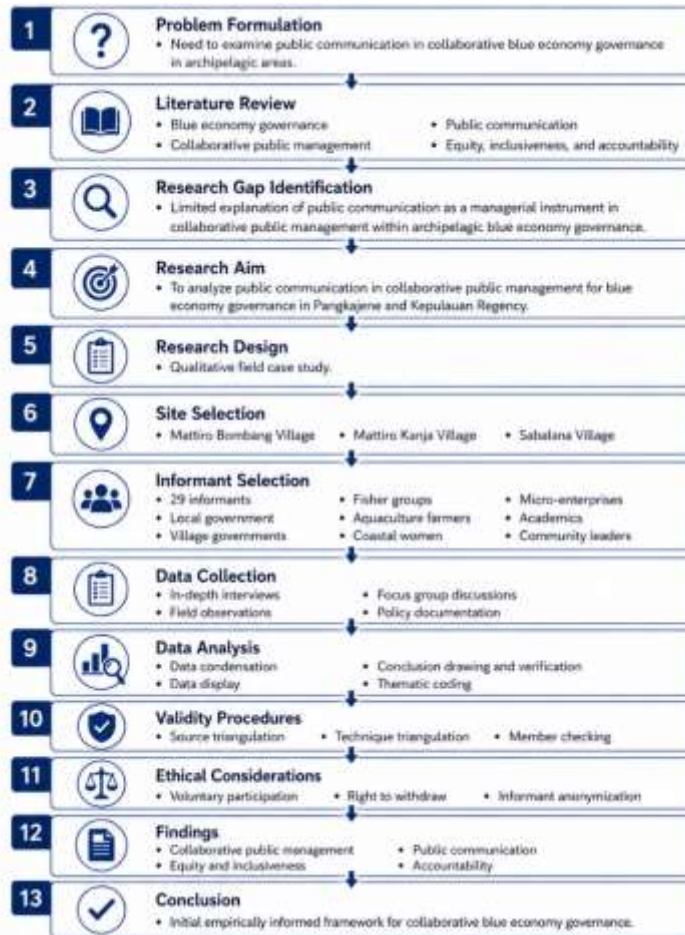 1
Problem Formulation
• Need to examine public communication in collaborative blue economy governance
in archipelagic areas.
2
Literature Review
• Blue economy governance
• Public communication
• Collaborative public management
• Equity, inclusiveness, and accountability
3
Research Gap Identification
• Limited explanation of public communication as a managerial instrument in
collaborative public management within archipelagic blue economy governance.
4
Research Aim
• To analyze public communication in collaborative public management for blue
economy governance in Pangkajene and Kepulauan Regency.
5
Research Design
• Qualitative field case study.
6
Site Selection
• Mattiro Bombang Village
• Mattiro Kanja Village
• Sabalana Village
7
Informant Selection
• 29 informants
• Fisher groups
• Micro-enterprises
• Local government
• Aquaculture farmers
• Academics
• Village governments
• Coastal women
• Community leaders
8
Data Collection
• In-depth interviews
• Focus group discussions
• Field observations
• Policy documentation
9
Data Analysis
• Data condensation
• Conclusion drawing and verification
• Data display
• Thematic coding
10
Validity Procedures
• Source triangulation
• Technique triangulation
• Member checking
11
Ethical Considerations
• Voluntary participation
• Right to withdraw
• Informant anonymization
12
Findings
• Collaborative public management
• Public communication
• Equity and inclusiveness
• Accountability
13
Conclusion
• Initial empirically informed framework for collaborative blue economy governance.